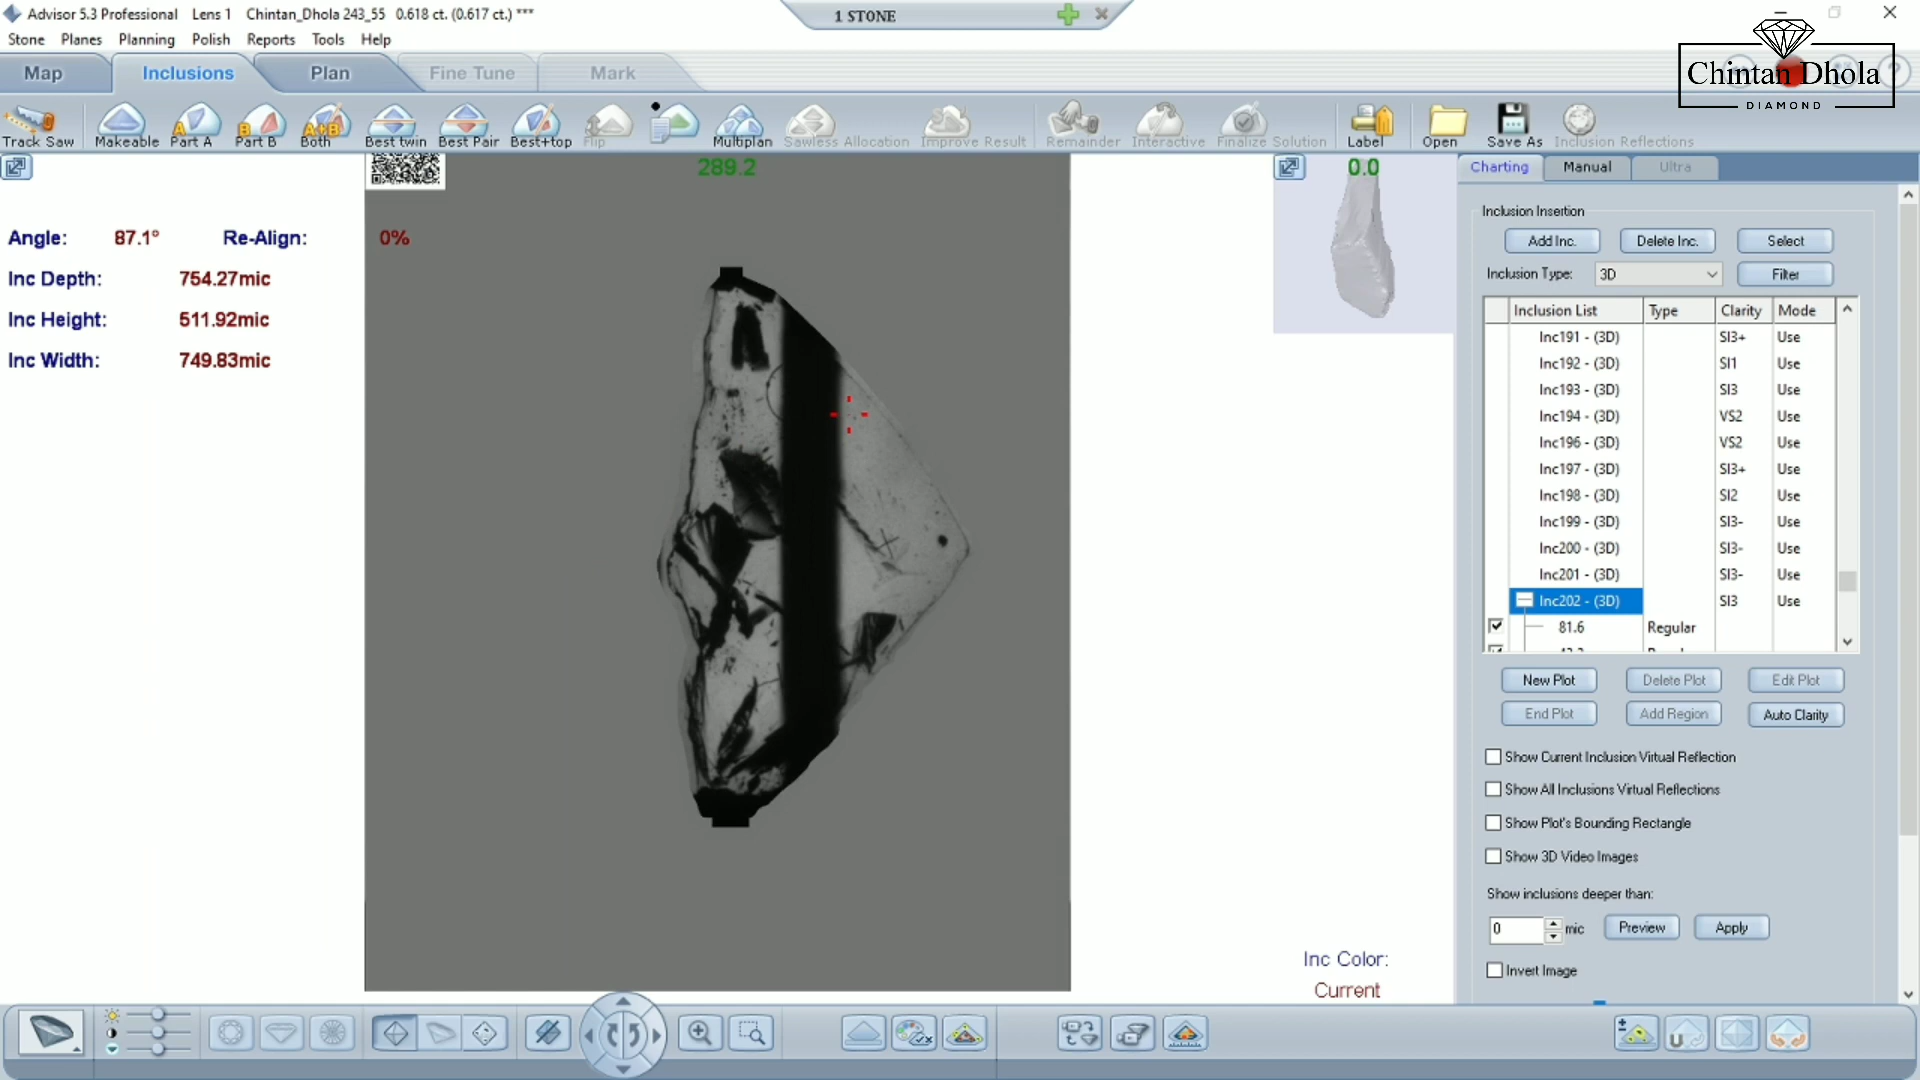 Advisor 5.3 Professional Lens 1 Chintan_Dhola 243_55 0.618 ct. (0.617 ct.) ***
1 STONE
Stone Planes Planning Polish Reports Tools Help
Chintan Dhola
DIAMOND
Map Inclusions Plan Fine Tune Mark
Track Saw Makeable Part A Part B Both Best twin Best Pair Best+top Flip Multiplan Sawless Allocation Improve Result Remainder Interactive Finalize Solution Label Open Save As Inclusion Reflections
289.2
0.0
Charting Manual Ultra
Angle: 87.1° Re-Align: 0%
Inc Depth: 754.27mic
Inc Height: 511.92mic
Inc Width: 749.83mic
Inclusion Insertion
Add Inc. Delete Inc. Select
Inclusion Type: 3D Filter
Inclusion List Type Clarity Mode
Inc191 - (3D) SI3+ Use
Inc192 - (3D) SI1 Use
Inc193 - (3D) SI3 Use
Inc194 - (3D) VS2 Use
Inc196 - (3D) VS2 Use
Inc197 - (3D) SI3+ Use
Inc198 - (3D) SI2 Use
Inc199 - (3D) SI3- Use
Inc200 - (3D) SI3- Use
Inc201 - (3D) SI3- Use
Inc202 - (3D) SI3 Use
81.6 Regular
New Plot Delete Plot Edit Plot
End Plot Add Region Auto Clarity
Show Current Inclusion Virtual Reflection
Show All Inclusions Virtual Reflections
Show Plot's Bounding Rectangle
Show 3D Video Images
Show inclusions deeper than:
0 mic Preview Apply
Invert Image
Inc Color:
Current